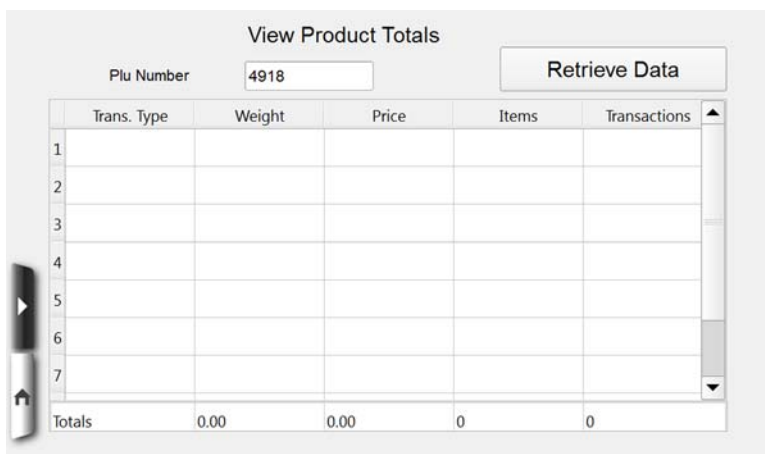 View Product Totals
Plu Number 4918 Retrieve Data
Trans. Type Weight Price Items Transactions
1
2
3
4
5
6
7
Totals 0.00 0.00 0 0